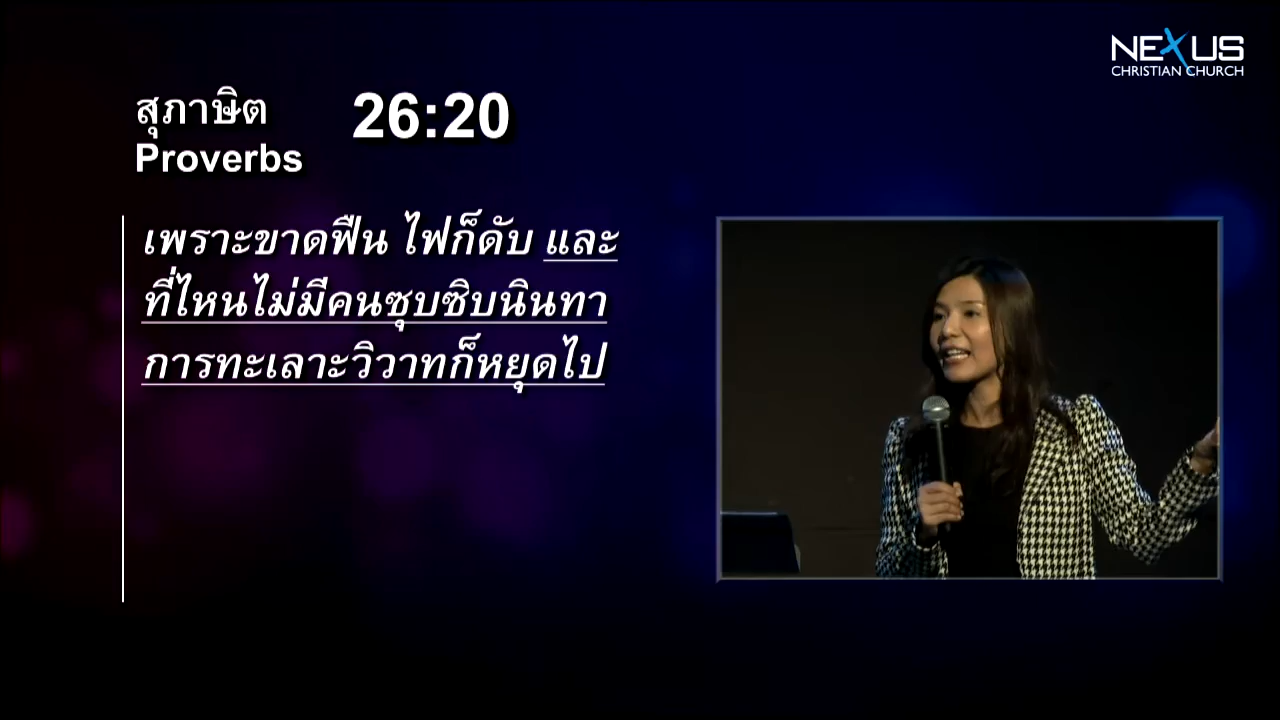 NEXUS
CHRISTIAN CHURCH
สุภาษิต 26:20
Proverbs
เพราะขาดฟืน ไฟก็ดับ และ
ที่ไหนไม่มีคนซุบซิบนินทา
การทะเลาะวิวาทก็หยุดไป